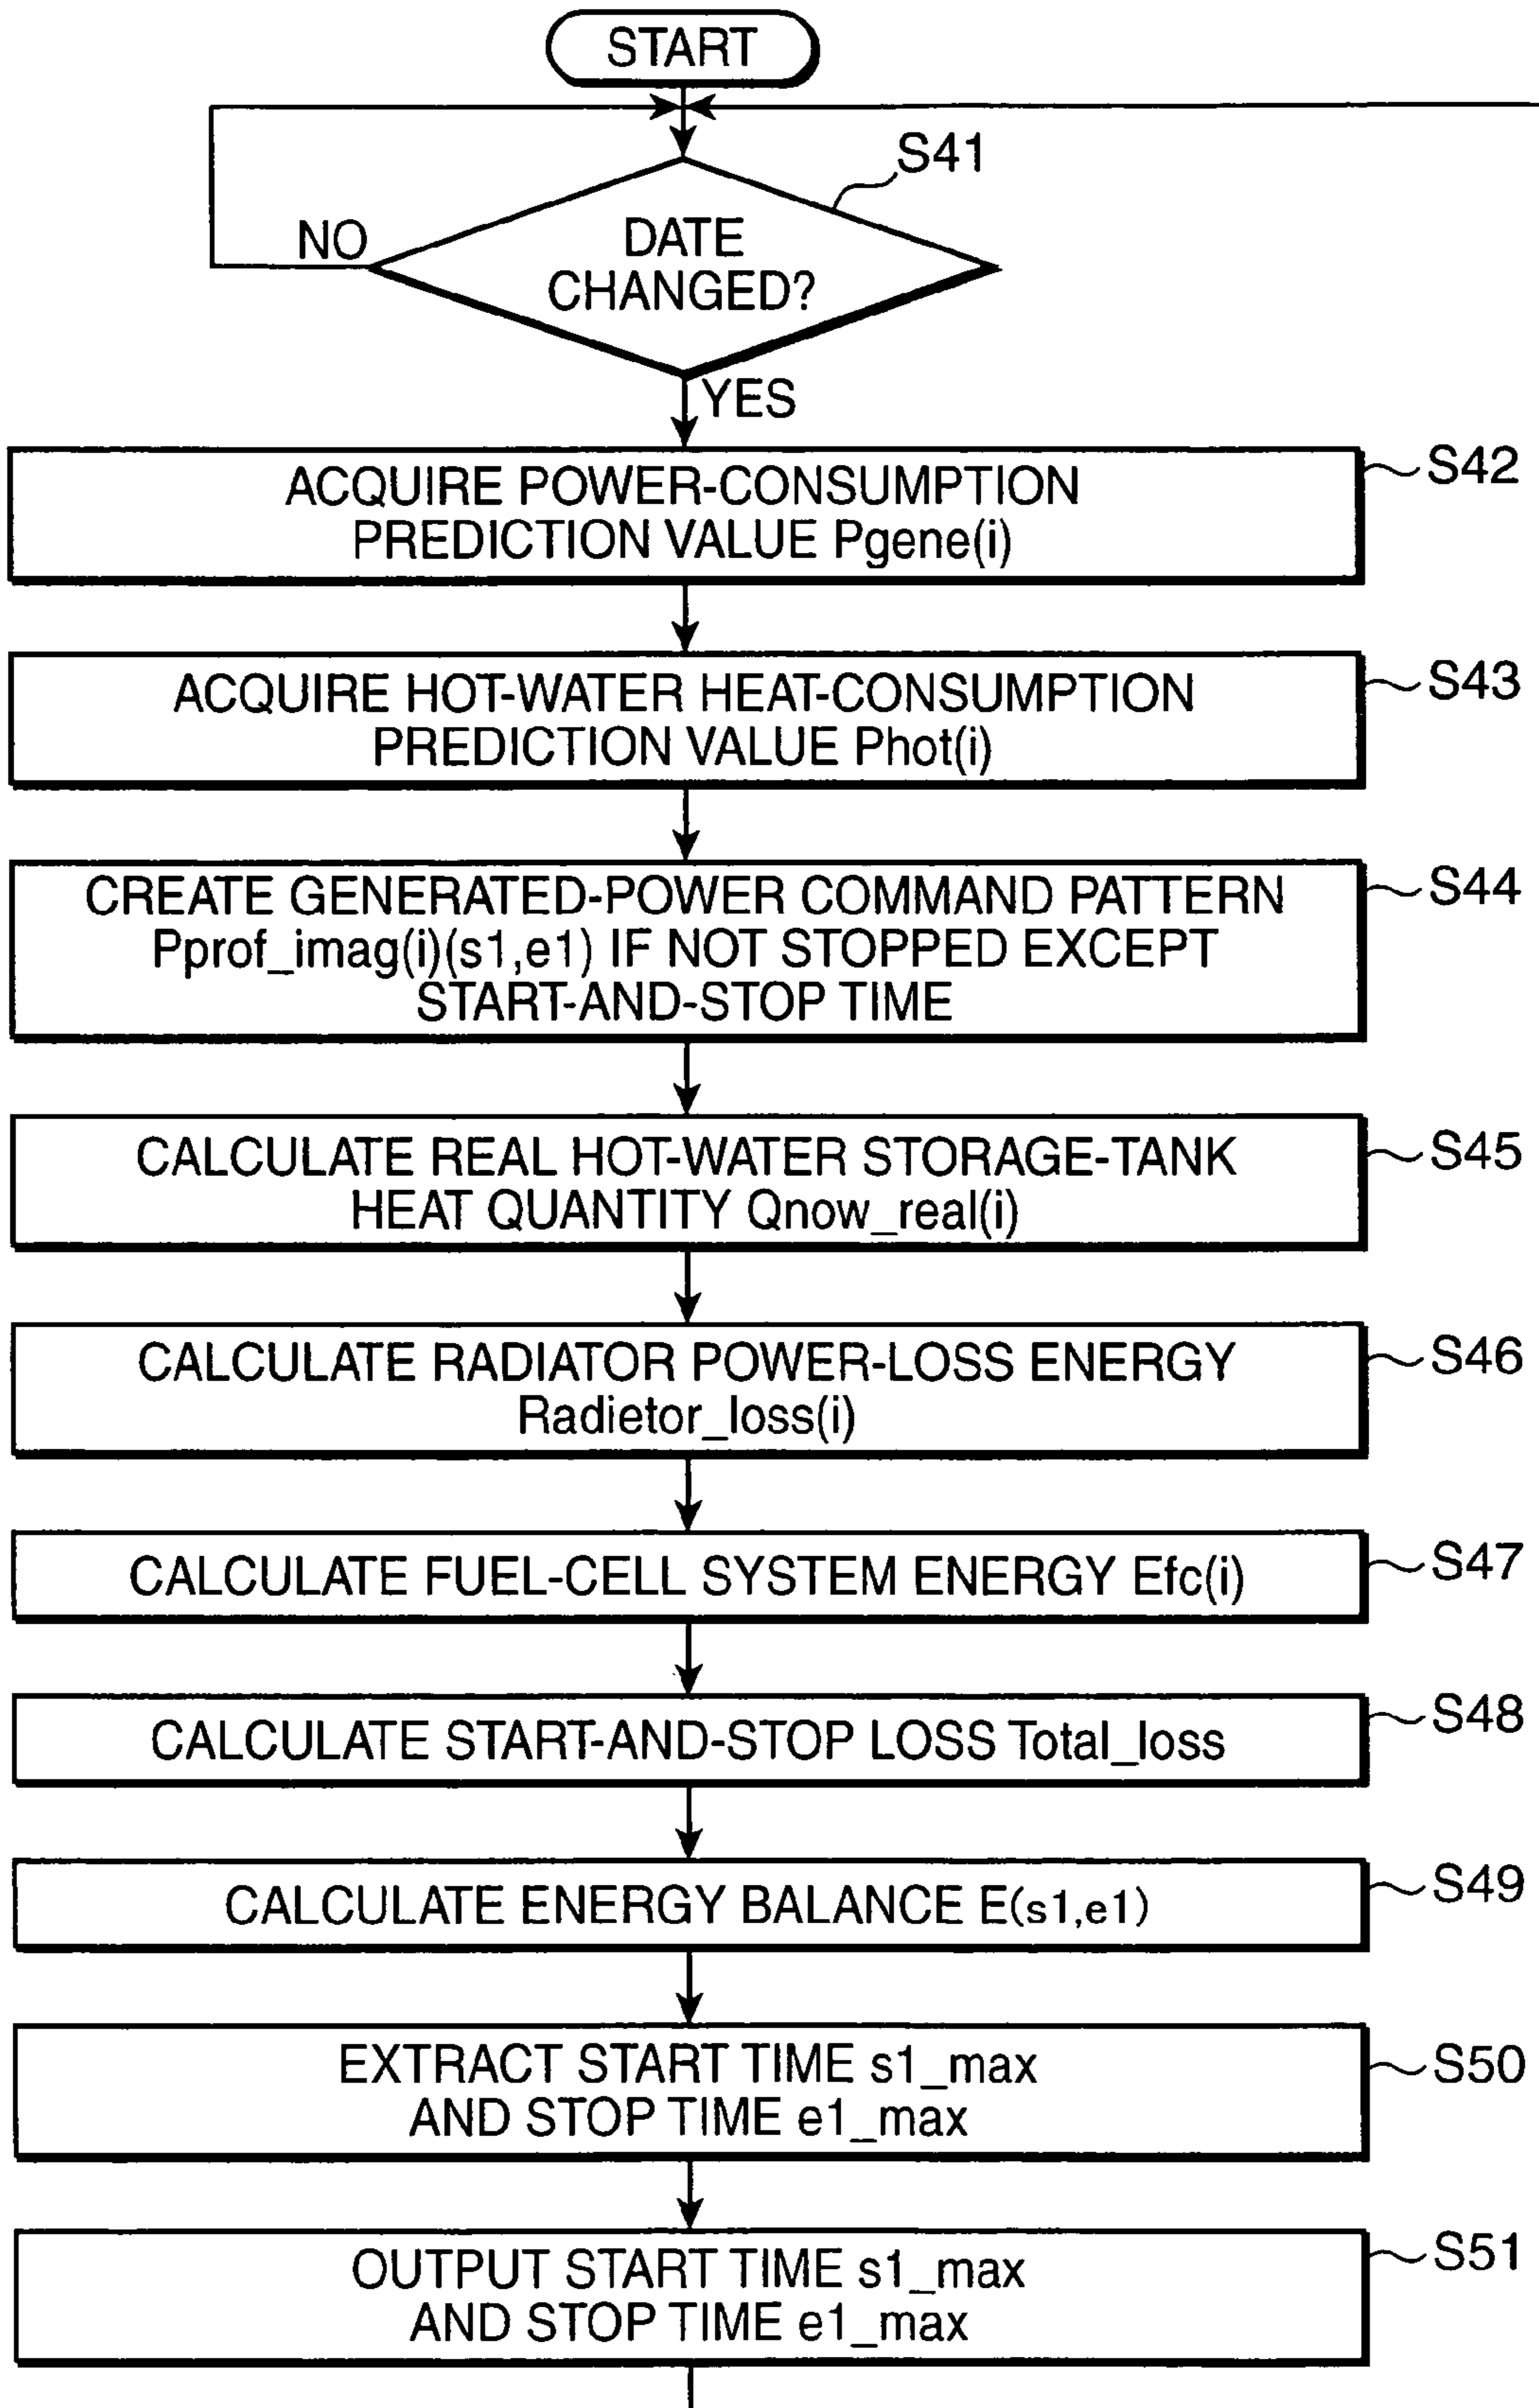 START
S41
NO
DATE
CHANGED?
YES
S42
ACQUIRE POWER-CONSUMPTION
PREDICTION VALUE Pgene(i)
S43
ACQUIRE HOT-WATER HEAT-CONSUMPTION
PREDICTION VALUE Phot(i)
S44
CREATE GENERATED-POWER COMMAND PATTERN
Pprof_imag(i)(s1,e1) IF NOT STOPPED EXCEPT
START-AND-STOP TIME
S45
CALCULATE REAL HOT-WATER STORAGE-TANK
HEAT QUANTITY Qnow_real(i)
S46
CALCULATE RADIATOR POWER-LOSS ENERGY
Radietor_loss(i)
S47
CALCULATE FUEL-CELL SYSTEM ENERGY Efc(i)
S48
CALCULATE START-AND-STOP LOSS Total_loss
S49
CALCULATE ENERGY BALANCE E(s1,e1)
S50
EXTRACT START TIME s1_max
AND STOP TIME e1_max
S51
OUTPUT START TIME s1_max
AND STOP TIME e1_max